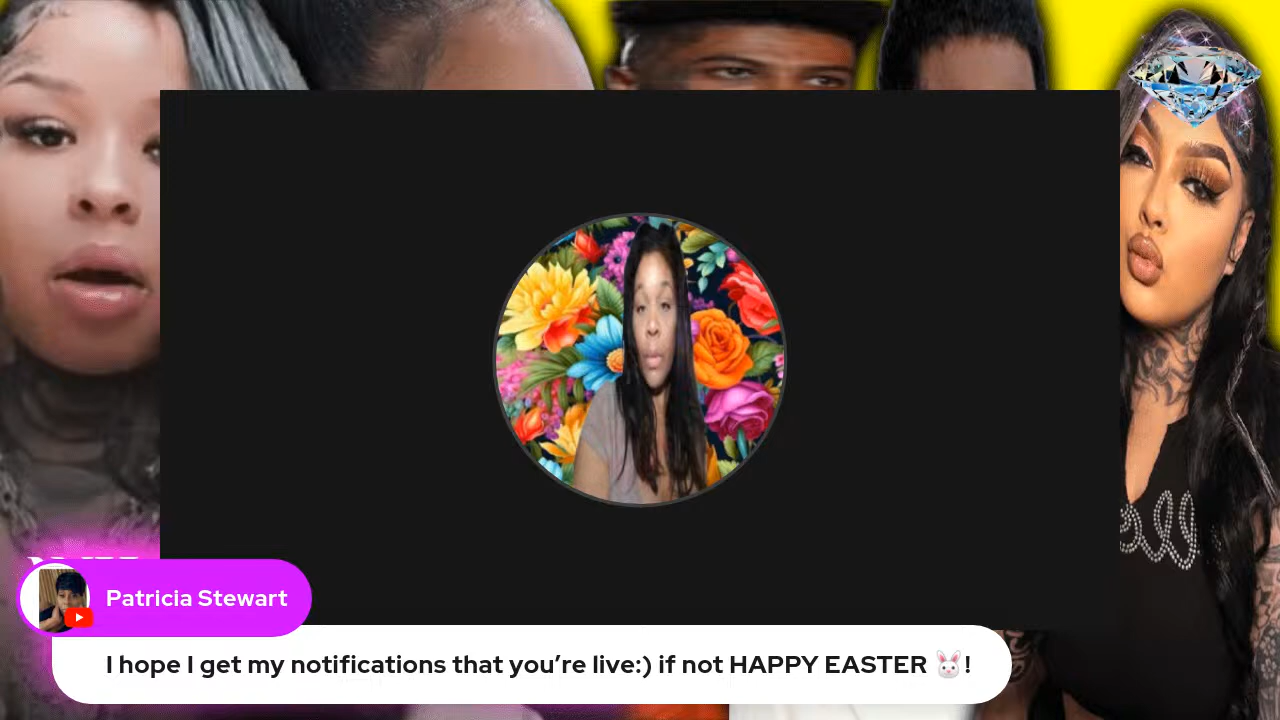 Patricia Stewart
I hope I get my notifications that you’re live:) if not HAPPY EASTER 🐰!